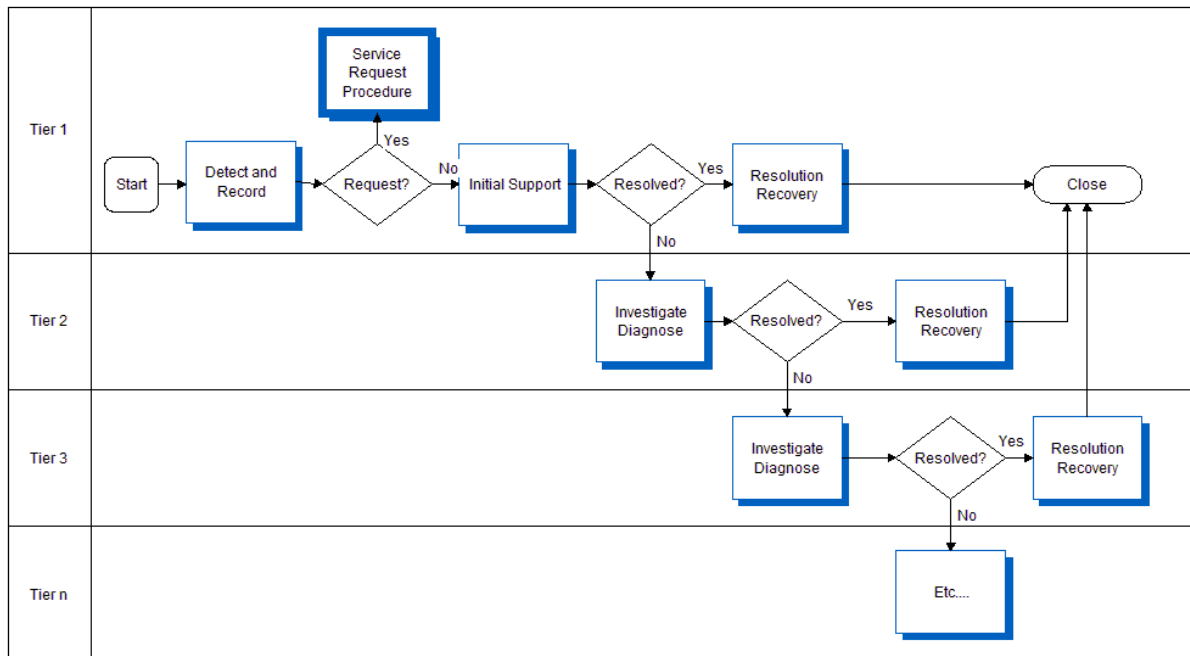 Tier 1
Service
Request
Procedure
Yes
Start
Detect and
Record
Request?
No
Initial Support
Resolved?
Yes
Resolution
Recovery
Close
No
Tier 2
Investigate
Diagnose
Resolved?
Yes
Resolution
Recovery
No
Tier 3
Investigate
Diagnose
Resolved?
Yes
Resolution
Recovery
No
Tier n
Etc....